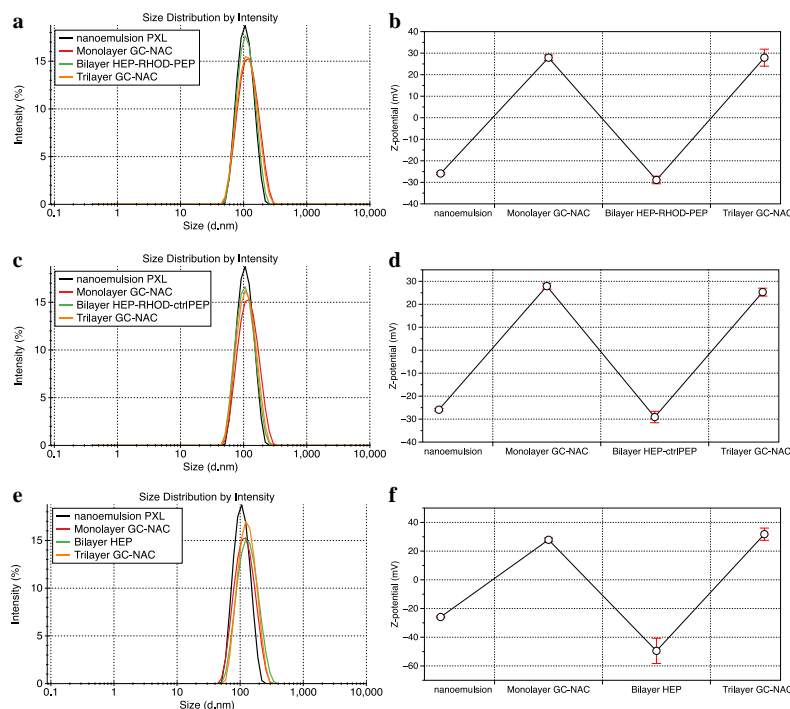 a
Size Distribution by Intensity
nanoemulsion PXL
Monolayer GC-NAC
Bilayer HEP-RHOD-PEP
Trilayer GC-NAC
Intensity (%)
15
10
5
0
0.1 1 10 100 1,000 10,000
Size (d.nm)
b
Z-potential (mV)
40
30
20
10
0
−10
−20
−30
−40
nanoemulsion Monolayer GC-NAC Bilayer HEP-RHOD-PEP Trilayer GC-NAC
c
Size Distribution by Intensity
nanoemulsion PXL
Monolayer GC-NAC
Bilayer HEP-RHOD-ctrlPEP
Trilayer GC-NAC
Intensity (%)
15
10
5
0
0.1 1 10 100 1,000 10,000
Size (d.nm)
d
Z-potential (mV)
30
20
10
0
−10
−20
−30
−40
nanoemulsion Monolayer GC-NAC Bilayer HEP-ctrlPEP Trilayer GC-NAC
e
Size Distribution by Intensity
nanoemulsion PXL
Monolayer GC-NAC
Bilayer HEP
Trilayer GC-NAC
Intensity (%)
15
10
5
0
0.1 1 10 100 1,000 10,000
Size (d.nm)
f
Z-potential (mV)
40
20
0
−20
−40
−60
nanoemulsion Monolayer GC-NAC Bilayer HEP Trilayer GC-NAC